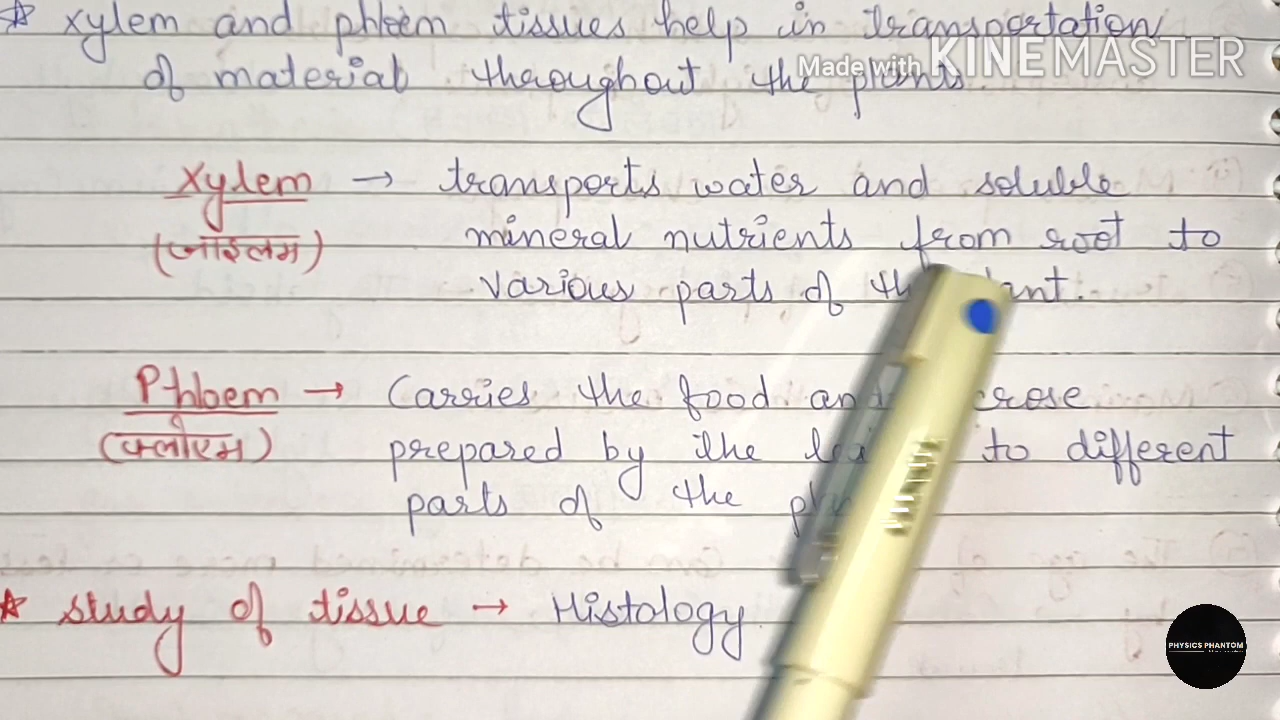 ☆ xylem and phloem tissues help in transportation
of material throughout the plants.
Made with KINEMASTER
Xylem → transports water and soluble
(जाइलम) mineral nutrients from root to
various parts of the plant.
Phloem → Carries the food and
(फ्लोएम) prepared by the to different
parts of the
☆ study of tissue → Histology
PHYSICS PHANTOM